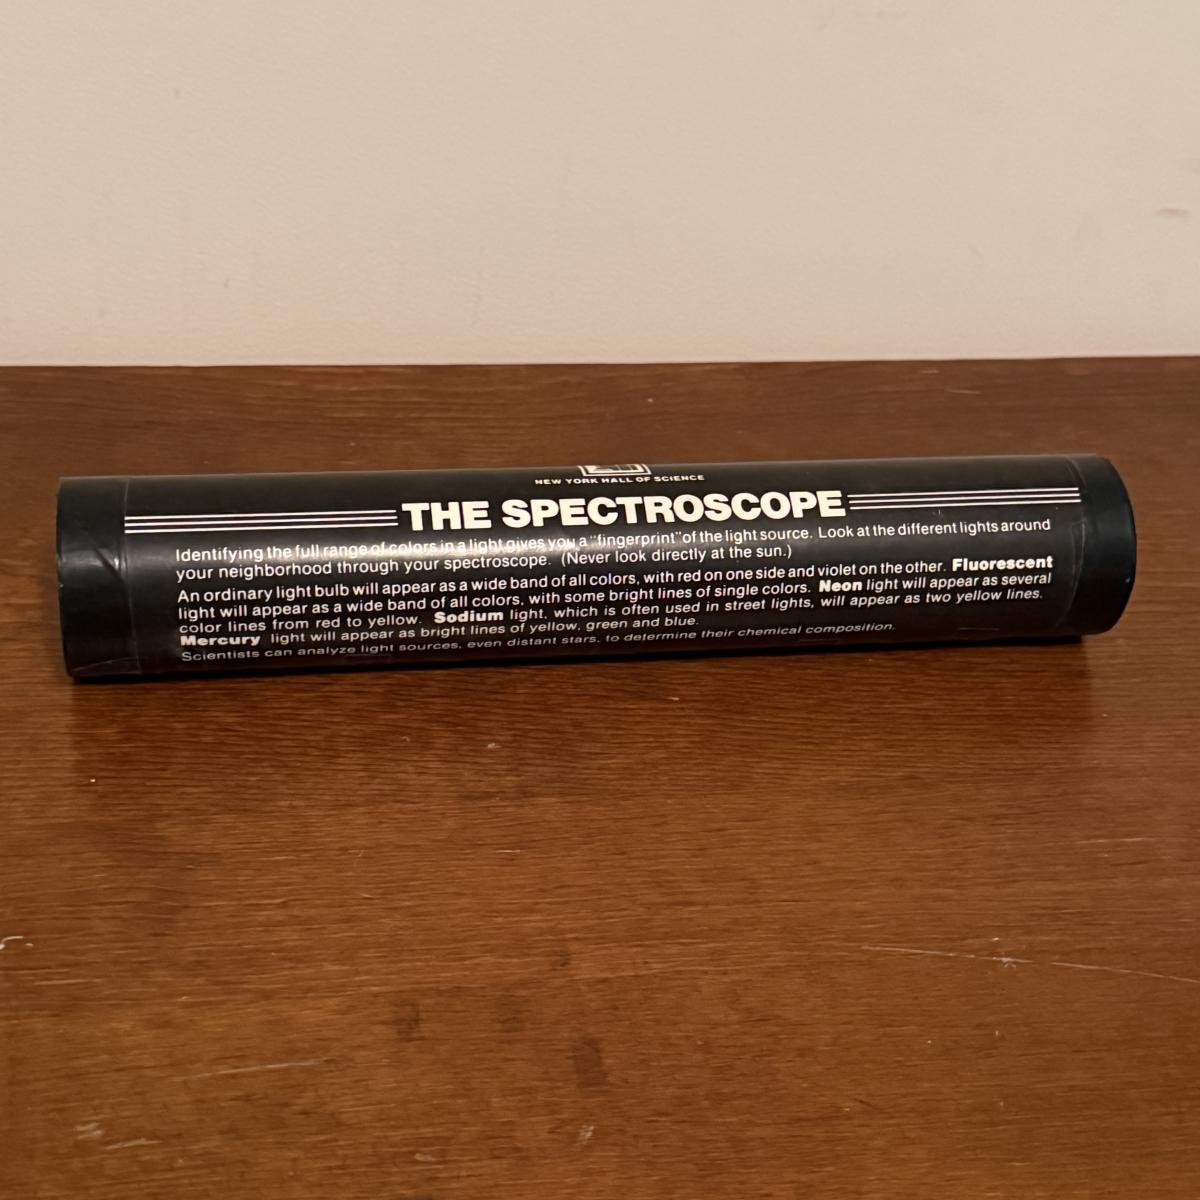 NEW YORK HALL OF SCIENCE
THE SPECTROSCOPE
Identifying the full range of colors in a light gives you a "fingerprint" of the light source. Look at the different lights around
your neighborhood through your spectroscope. (Never look directly at the sun.)
An ordinary light bulb will appear as a wide band of all colors, with red on one side and violet on the other. Fluorescent
light will appear as a wide band of all colors, with some bright lines of single colors. Neon light will appear as several
color lines from red to yellow. Sodium light, which is often used in street lights, will appear as two yellow lines.
Mercury light will appear as bright lines of yellow, green and blue.
Scientists can analyze light sources, even distant stars, to determine their chemical composition.